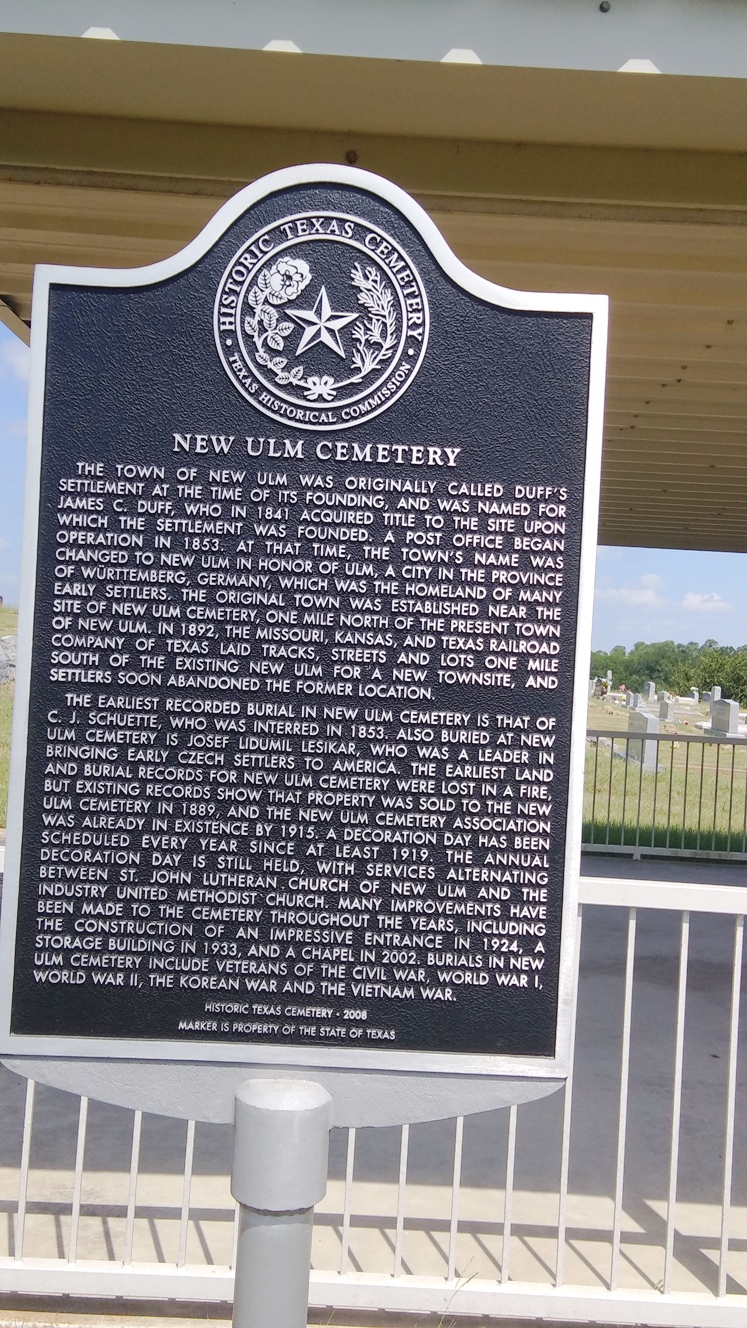 HISTORIC TEXAS CEMETERY
TEXAS HISTORICAL COMMISSION
NEW ULM CEMETERY
THE TOWN OF NEW ULM WAS ORIGINALLY CALLED DUFF'S
SETTLEMENT AT THE TIME OF ITS FOUNDING, AND WAS NAMED FOR
JAMES C. DUFF, WHO IN 1841 ACQUIRED TITLE TO THE SITE UPON
WHICH THE SETTLEMENT WAS FOUNDED. A POST OFFICE BEGAN
OPERATION IN 1853. AT THAT TIME, THE TOWN'S NAME WAS
CHANGED TO NEW ULM IN HONOR OF ULM, A CITY IN THE PROVINCE
OF WÜRTTEMBERG, GERMANY, WHICH WAS THE HOMELAND OF MANY
EARLY SETTLERS. THE ORIGINAL TOWN WAS ESTABLISHED NEAR THE
SITE OF NEW ULM CEMETERY, ONE MILE NORTH OF THE PRESENT TOWN
OF NEW ULM. IN 1892, THE MISSOURI, KANSAS, AND TEXAS RAILROAD
COMPANY OF TEXAS LAID TRACKS, STREETS AND LOTS ONE MILE
SOUTH OF THE EXISTING NEW ULM FOR A NEW TOWNSITE, AND
SETTLERS SOON ABANDONED THE FORMER LOCATION.
THE EARLIEST RECORDED BURIAL IN NEW ULM CEMETERY IS THAT OF
C. J. SCHUETTE, WHO WAS INTERRED IN 1853. ALSO BURIED AT NEW
ULM CEMETERY IS JOSEF LIDUMIL LESIKAR, WHO WAS A LEADER IN
BRINGING EARLY CZECH SETTLERS TO AMERICA. THE EARLIEST LAND
AND BURIAL RECORDS FOR NEW ULM CEMETERY WERE LOST IN A FIRE,
BUT EXISTING RECORDS SHOW THAT PROPERTY WAS SOLD TO THE NEW
ULM CEMETERY IN 1889, AND THE NEW ULM CEMETERY ASSOCIATION
WAS ALREADY IN EXISTENCE BY 1915. A DECORATION DAY HAS BEEN
SCHEDULED EVERY YEAR SINCE AT LEAST 1919. THE ANNUAL
DECORATION DAY IS STILL HELD, WITH SERVICES ALTERNATING
BETWEEN ST. JOHN LUTHERAN CHURCH OF NEW ULM AND THE
INDUSTRY UNITED METHODIST CHURCH. MANY IMPROVEMENTS HAVE
BEEN MADE TO THE CEMETERY THROUGHOUT THE YEARS, INCLUDING
THE CONSTRUCTION OF AN IMPRESSIVE ENTRANCE IN 1924, A
STORAGE BUILDING IN 1933, AND A CHAPEL IN 2002. BURIALS IN NEW
ULM CEMETERY INCLUDE VETERANS OF THE CIVIL WAR, WORLD WAR I,
WORLD WAR II, THE KOREAN WAR AND THE VIETNAM WAR.
HISTORIC TEXAS CEMETERY - 2008
MARKER IS PROPERTY OF THE STATE OF TEXAS